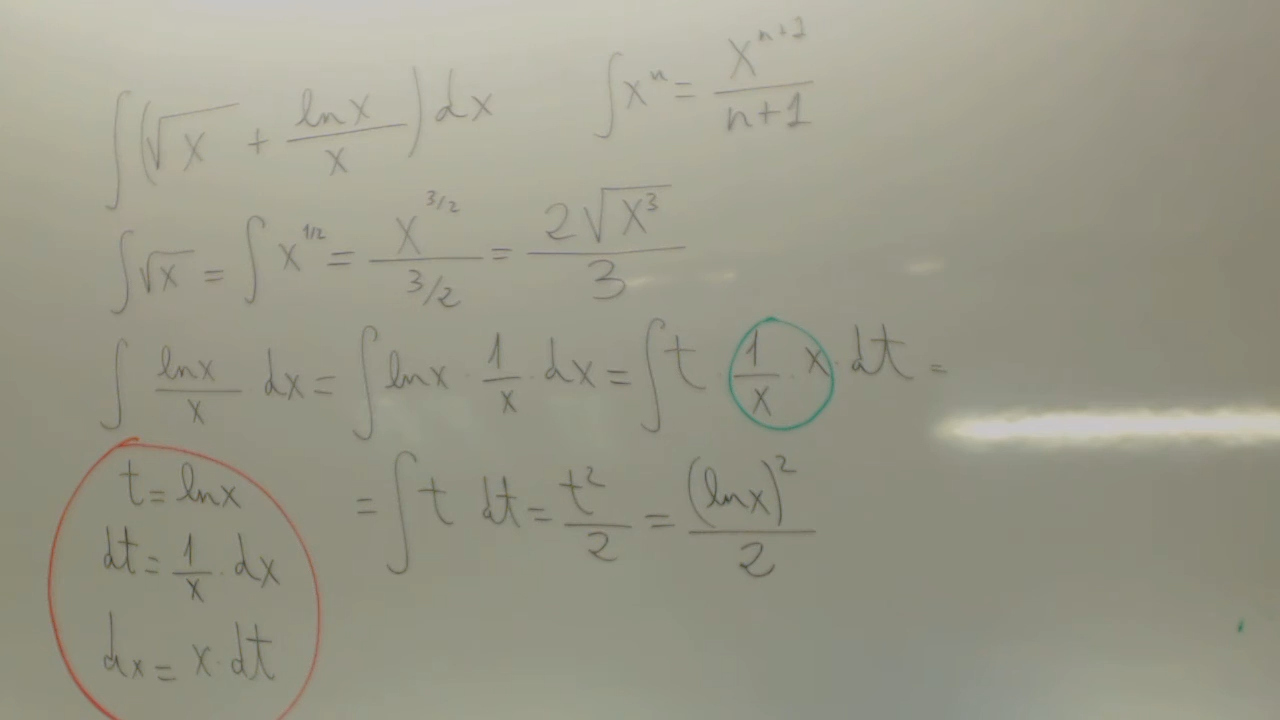 ∫(√x + lnx/x)dx    ∫xⁿ = xⁿ⁺¹/n+1
∫√x = ∫x^1/2 = x^3/2 / 3/2 = 2√x³/3
∫ lnx/x dx = ∫lnx · 1/x · dx = ∫t · 1/x · x · dt =
t = lnx    = ∫t dt = t²/2 = (lnx)²/2
dt = 1/x · dx
dx = x · dt